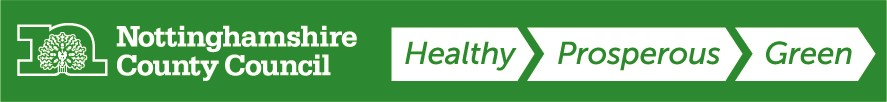 Nottinghamshire
County Council
Healthy Prosperous Green